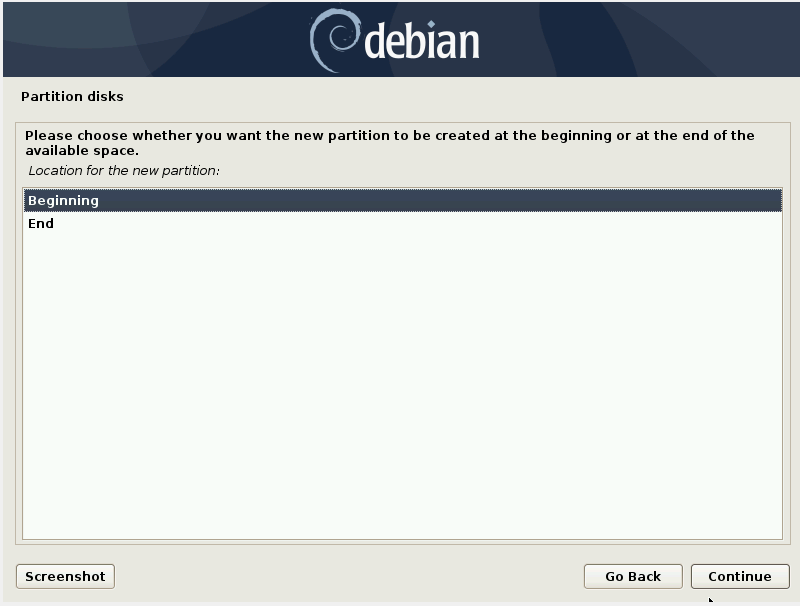 debian
Partition disks
Please choose whether you want the new partition to be created at the beginning or at the end of the
available space.
Location for the new partition:
Beginning
End
Screenshot
Go Back
Continue